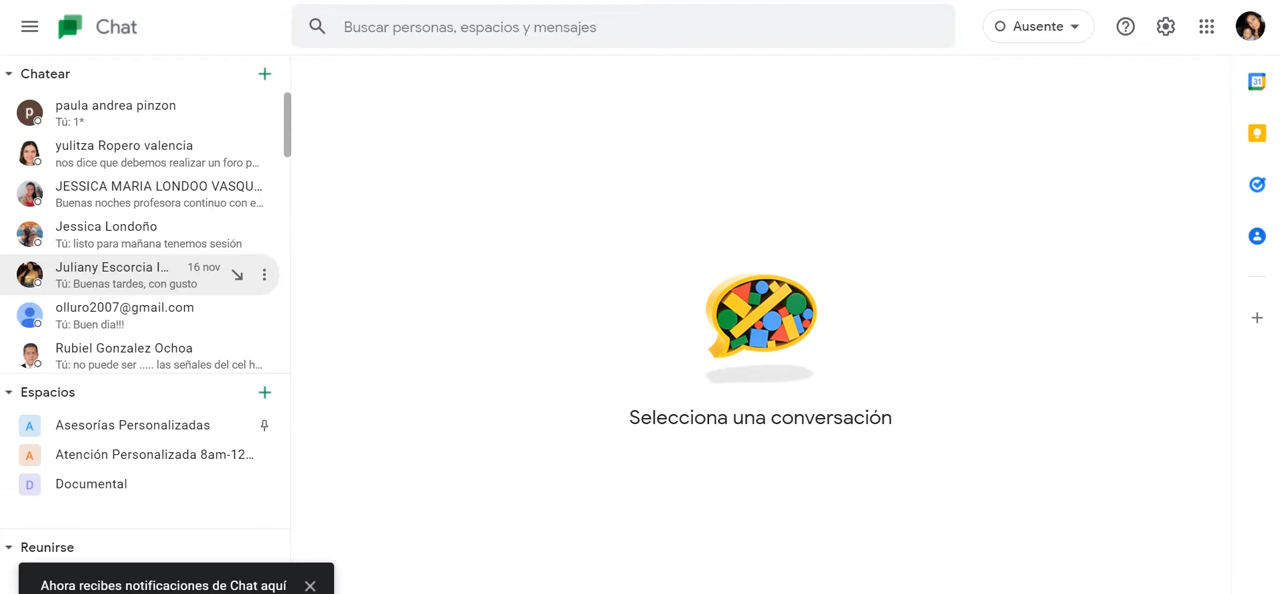 Chat
Buscar personas, espacios y mensajes
Ausente
Chatear
p
paula andrea pinzon
Tú: 1*
yulitza Ropero valencia
nos dice que debemos realizar un foro p...
JESSICA MARIA LONDOO VASQU...
Buenas noches profesora continuo con e...
Jessica Londoño
Tú: listo para mañana tenemos sesión
Juliany Escorcia I... 16 nov
Tú: Buenas tardes, con gusto
olluro2007@gmail.com
Tú: Buen dia!!!
Rubiel Gonzalez Ochoa
Tú: no puede ser ..... las señales del cel h...
Espacios
A Asesorías Personalizadas
A Atención Personalizada 8am-12...
D Documental
Reunirse
Ahora recibes notificaciones de Chat aquí
Selecciona una conversación
31